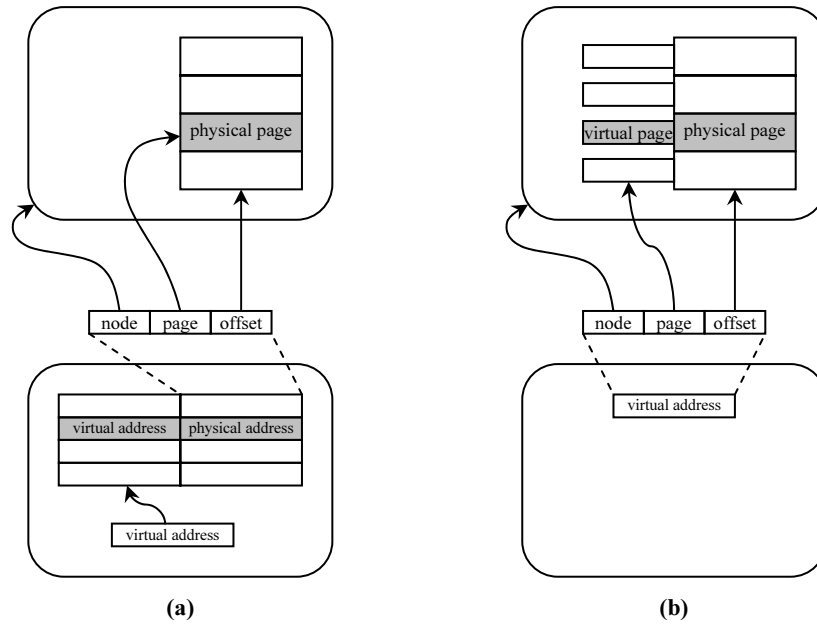 physical page
node page offset
virtual address physical address
virtual address
(a)
virtual page physical page
node page offset
virtual address
(b)